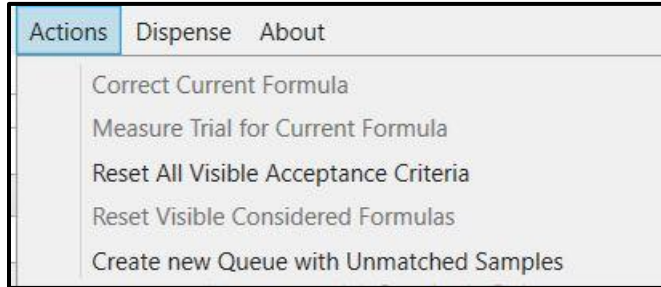 Actions Dispense About
Correct Current Formula
Measure Trial for Current Formula
Reset All Visible Acceptance Criteria
Reset Visible Considered Formulas
Create new Queue with Unmatched Samples